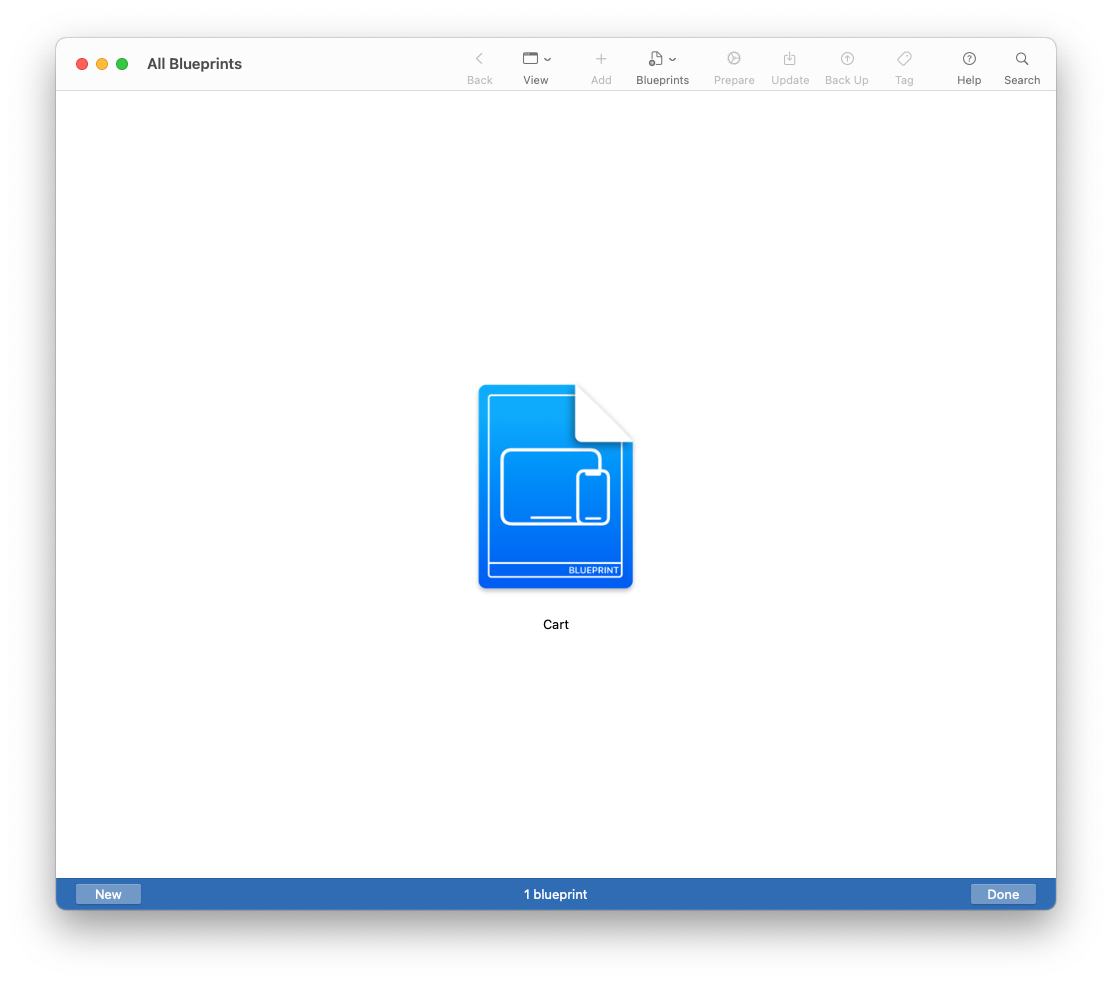 All Blueprints
Back
View
Add
Blueprints
Prepare
Update
Back Up
Tag
Help
Search
BLUEPRINT
Cart
New
1 blueprint
Done